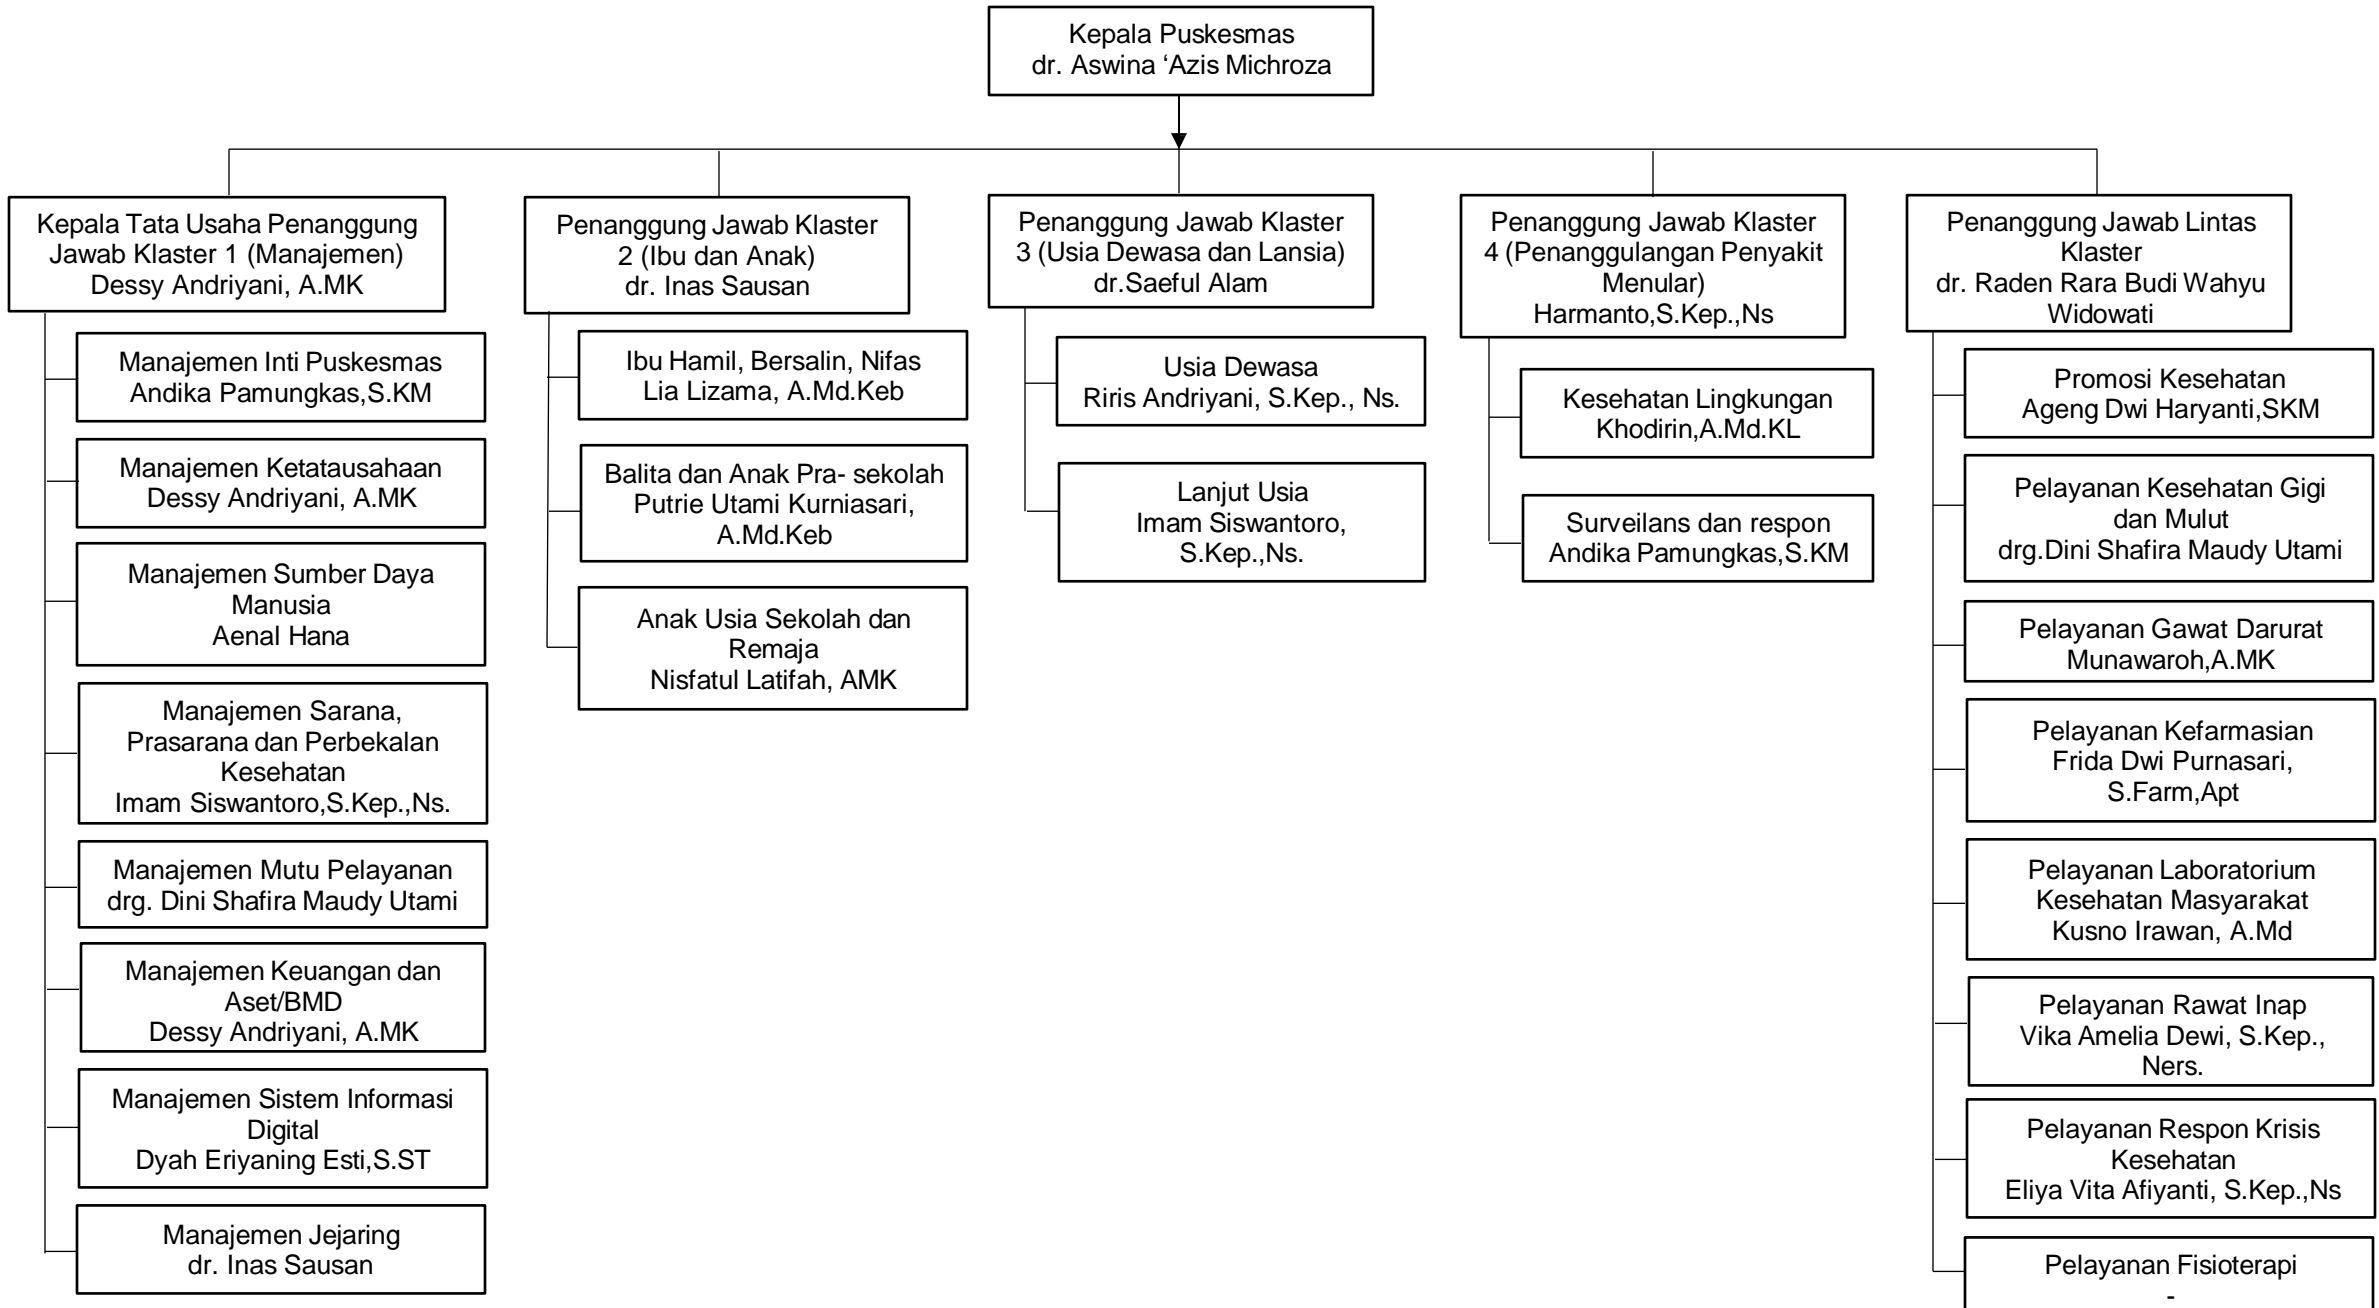 Kepala Puskesmas
dr. Aswina ‘Azis Michroza
Kepala Tata Usaha Penanggung
Jawab Klaster 1 (Manajemen)
Dessy Andriyani, A.MK
Manajemen Inti Puskesmas
Andika Pamungkas,S.KM
Manajemen Ketatausahaan
Dessy Andriyani, A.MK
Manajemen Sumber Daya
Manusia
Aenal Hana
Manajemen Sarana,
Prasarana dan Perbekalan
Kesehatan
Imam Siswantoro,S.Kep.,Ns.
Manajemen Mutu Pelayanan
drg. Dini Shafira Maudy Utami
Manajemen Keuangan dan
Aset/BMD
Dessy Andriyani, A.MK
Manajemen Sistem Informasi
Digital
Dyah Eriyaning Esti,S.ST
Manajemen Jejaring
dr. Inas Sausan
Penanggung Jawab Klaster
2 (Ibu dan Anak)
dr. Inas Sausan
Ibu Hamil, Bersalin, Nifas
Lia Lizama, A.Md.Keb
Balita dan Anak Pra- sekolah
Putrie Utami Kurniasari,
A.Md.Keb
Anak Usia Sekolah dan
Remaja
Nisfatul Latifah, AMK
Penanggung Jawab Klaster
3 (Usia Dewasa dan Lansia)
dr.Saeful Alam
Usia Dewasa
Riris Andriyani, S.Kep., Ns.
Lanjut Usia
Imam Siswantoro,
S.Kep.,Ns.
Penanggung Jawab Klaster
4 (Penanggulangan Penyakit
Menular)
Harmanto,S.Kep.,Ns
Kesehatan Lingkungan
Khodirin,A.Md.KL
Surveilans dan respon
Andika Pamungkas,S.KM
Penanggung Jawab Lintas
Klaster
dr. Raden Rara Budi Wahyu
Widowati
Promosi Kesehatan
Ageng Dwi Haryanti,SKM
Pelayanan Kesehatan Gigi
dan Mulut
drg.Dini Shafira Maudy Utami
Pelayanan Gawat Darurat
Munawaroh,A.MK
Pelayanan Kefarmasian
Frida Dwi Purnasari,
S.Farm,Apt
Pelayanan Laboratorium
Kesehatan Masyarakat
Kusno Irawan, A.Md
Pelayanan Rawat Inap
Vika Amelia Dewi, S.Kep.,
Ners.
Pelayanan Respon Krisis
Kesehatan
Eliya Vita Afiyanti, S.Kep.,Ns
Pelayanan Fisioterapi
-